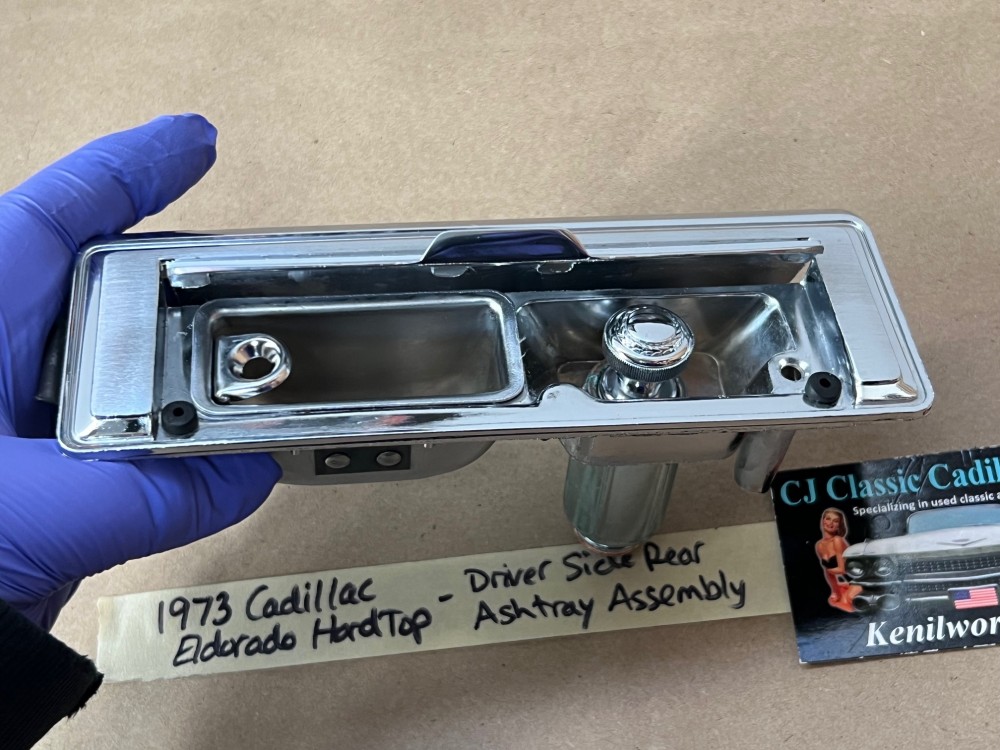 1973 Cadillac - Driver Side Rear
Eldorado HardTop Ashtray Assembly
CJ Classic Cadil
Specializing in used classic a
Kenilwor